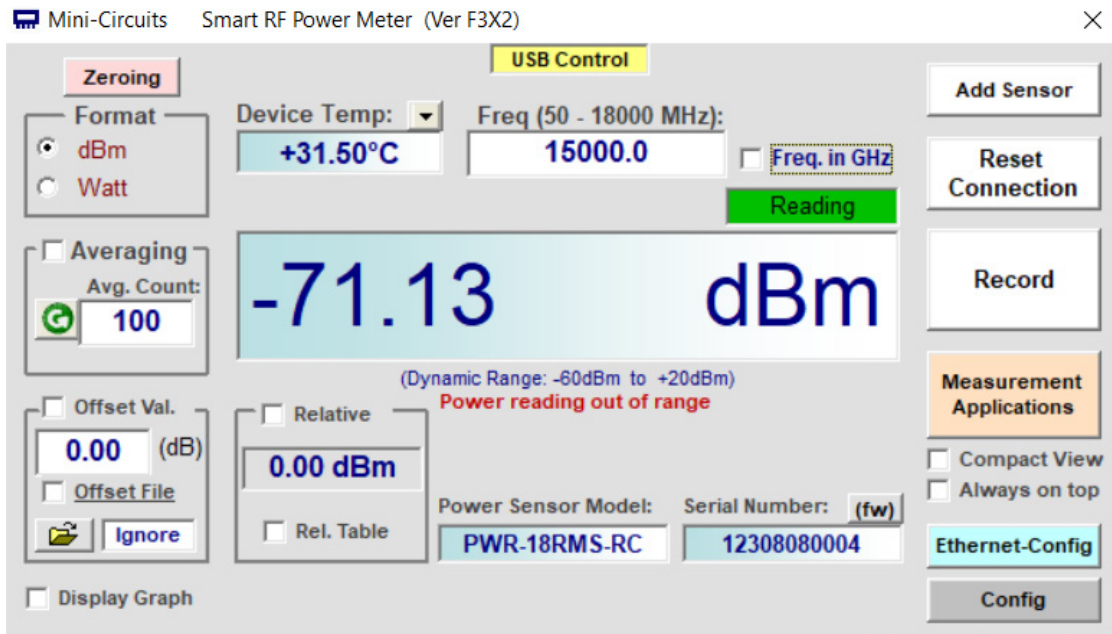 Mini-Circuits Smart RF Power Meter (Ver F3X2)
USB Control
Zeroing
Format
dBm
Watt
Device Temp:
+31.50°C
Freq (50 - 18000 MHz):
15000.0
Freq. in GHz
Reading
Add Sensor
Reset
Connection
Averaging
Avg. Count:
100
-71.13 dBm
(Dynamic Range: -60dBm to +20dBm)
Power reading out of range
Record
Measurement
Applications
Offset Val.
0.00 (dB)
Offset File
Ignore
Relative
0.00 dBm
Rel. Table
Power Sensor Model:
PWR-18RMS-RC
Serial Number: (fw)
12308080004
Compact View
Always on top
Ethernet-Config
Config
Display Graph